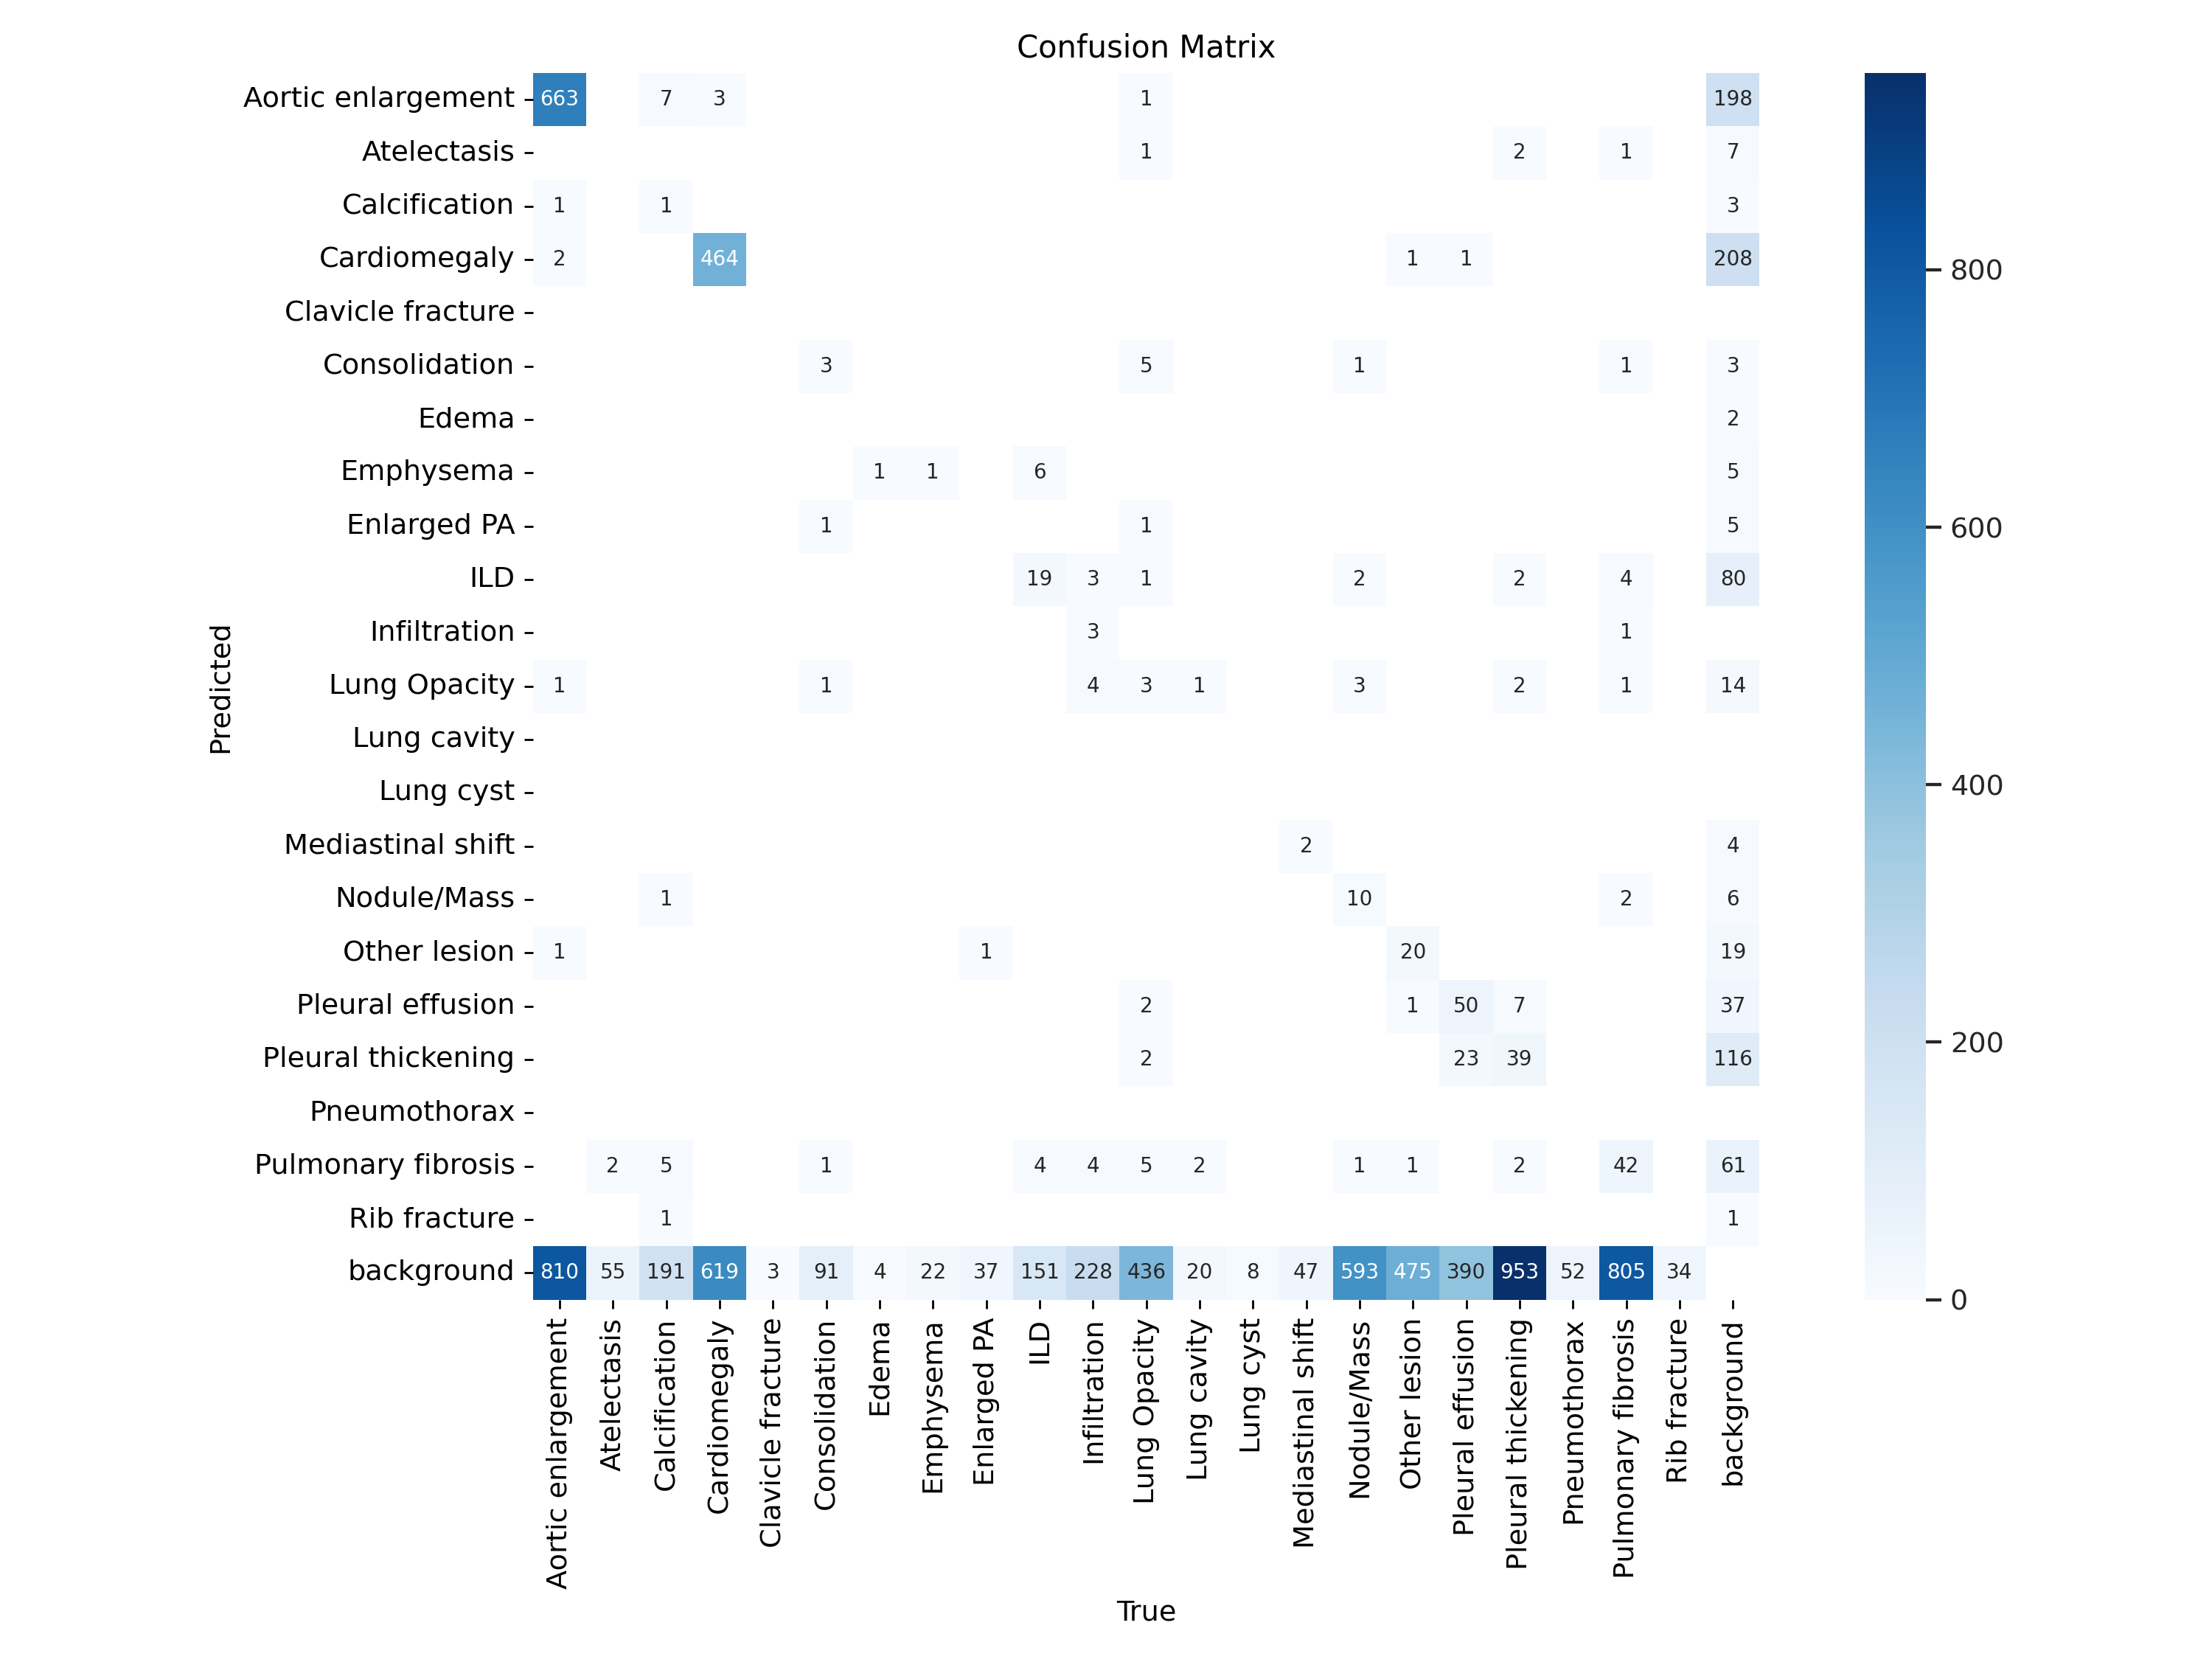 Confusion Matrix
Aortic enlargement 663 7 3 1 198
Atelectasis 1 2 1 7
Calcification 1 1 3
Cardiomegaly 2 464 1 1 208
800
Clavicle fracture
Consolidation 3 5 1 1 3
Edema 2
Emphysema 1 1 6 5
Enlarged PA 1 1 5
600
ILD 19 3 1 2 2 4 80
Infiltration 3 1
Predicted
Lung Opacity 1 1 4 3 1 3 2 1 14
Lung cavity
Lung cyst
400
Mediastinal shift 2 4
Nodule/Mass 1 10 2 6
Other lesion 1 1 20 19
Pleural effusion 2 1 50 7 37
Pleural thickening 2 23 39 116
200
Pneumothorax
Pulmonary fibrosis 2 5 1 4 4 5 2 1 1 2 42 61
Rib fracture 1 1
background 810 55 191 619 3 91 4 22 37 151 228 436 20 8 47 593 475 390 953 52 805 34
0
Aortic enlargement
Atelectasis
Calcification
Cardiomegaly
Clavicle fracture
Consolidation
Edema
Emphysema
Enlarged PA
ILD
Infiltration
Lung Opacity
Lung cavity
Lung cyst
Mediastinal shift
Nodule/Mass
Other lesion
Pleural effusion
Pleural thickening
Pneumothorax
Pulmonary fibrosis
Rib fracture
background
True